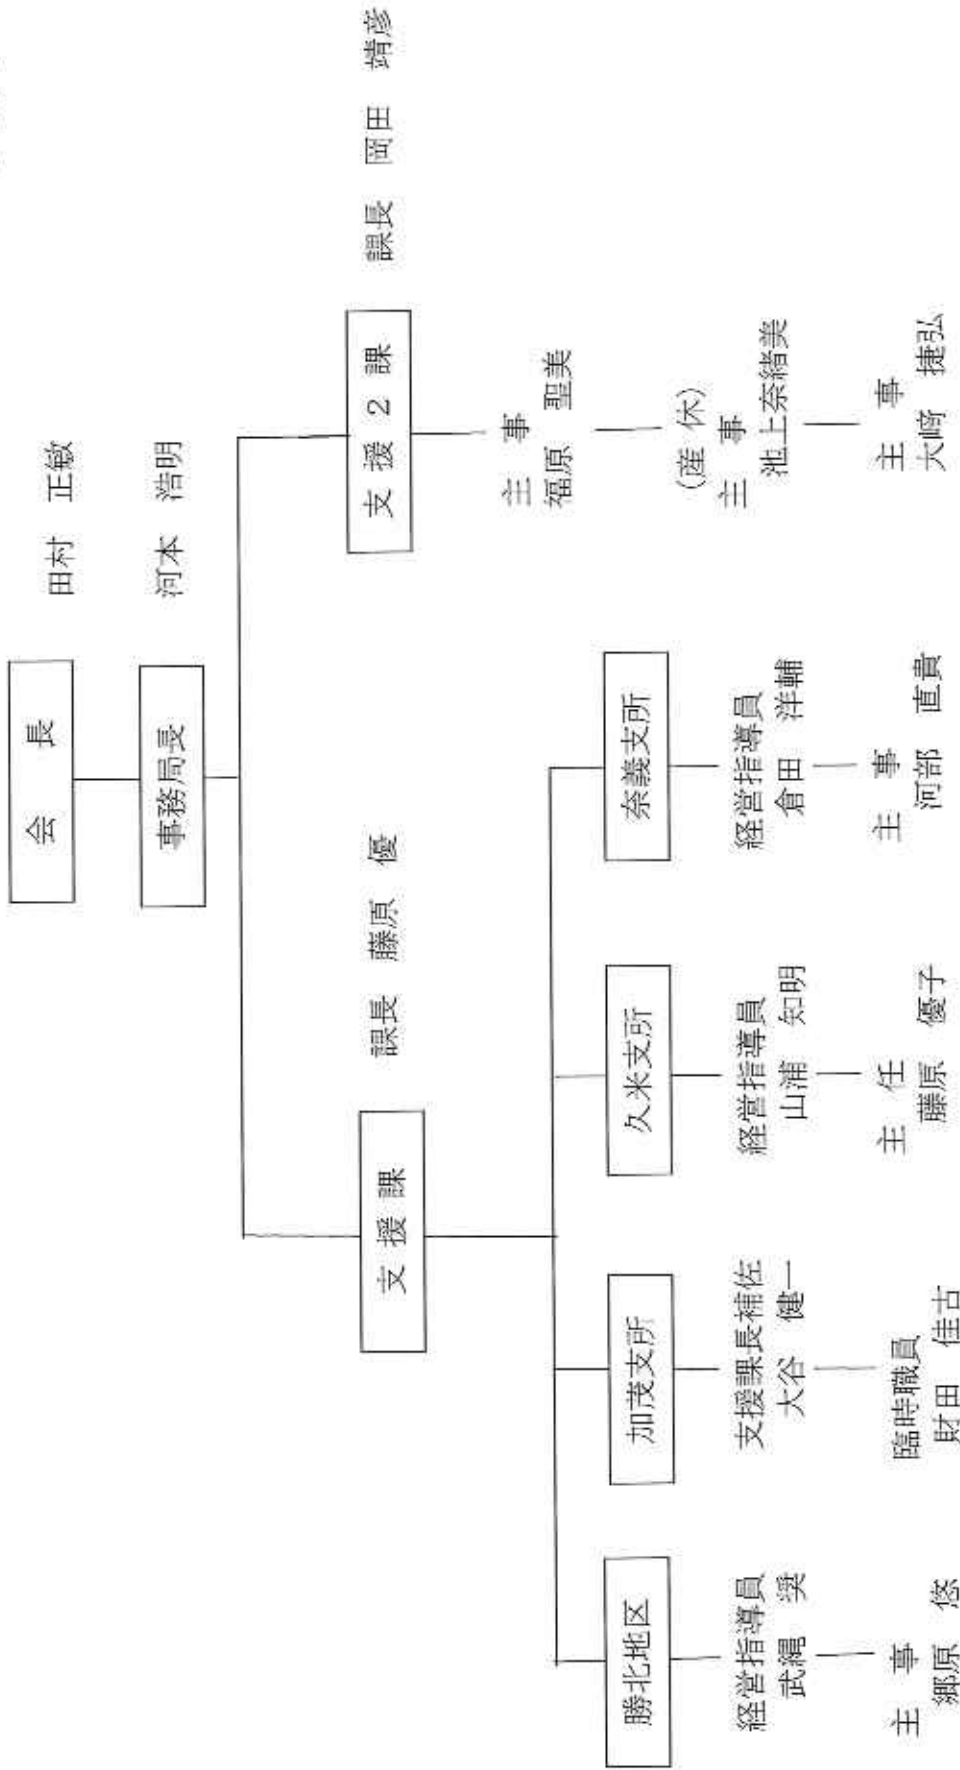 会長
田村 正敏
事務局長
河本 浩明
支援課
課長 藤原 優
支援2課
課長 岡田 靖彦
勝北地区
経営指導員
武縄 奨
主事
郷原 悠
加茂支所
支援課長補佐
大谷 健一
臨時職員
財田 佳古
久米支所
経営指導員
山浦 知明
主任
藤原 優子
奈義支所
経営指導員
倉田 洋輔
主事
河部 直貴
主事
福原 聖美
(産休)
主事
池上奈緒美
主事
大﨑 捷弘